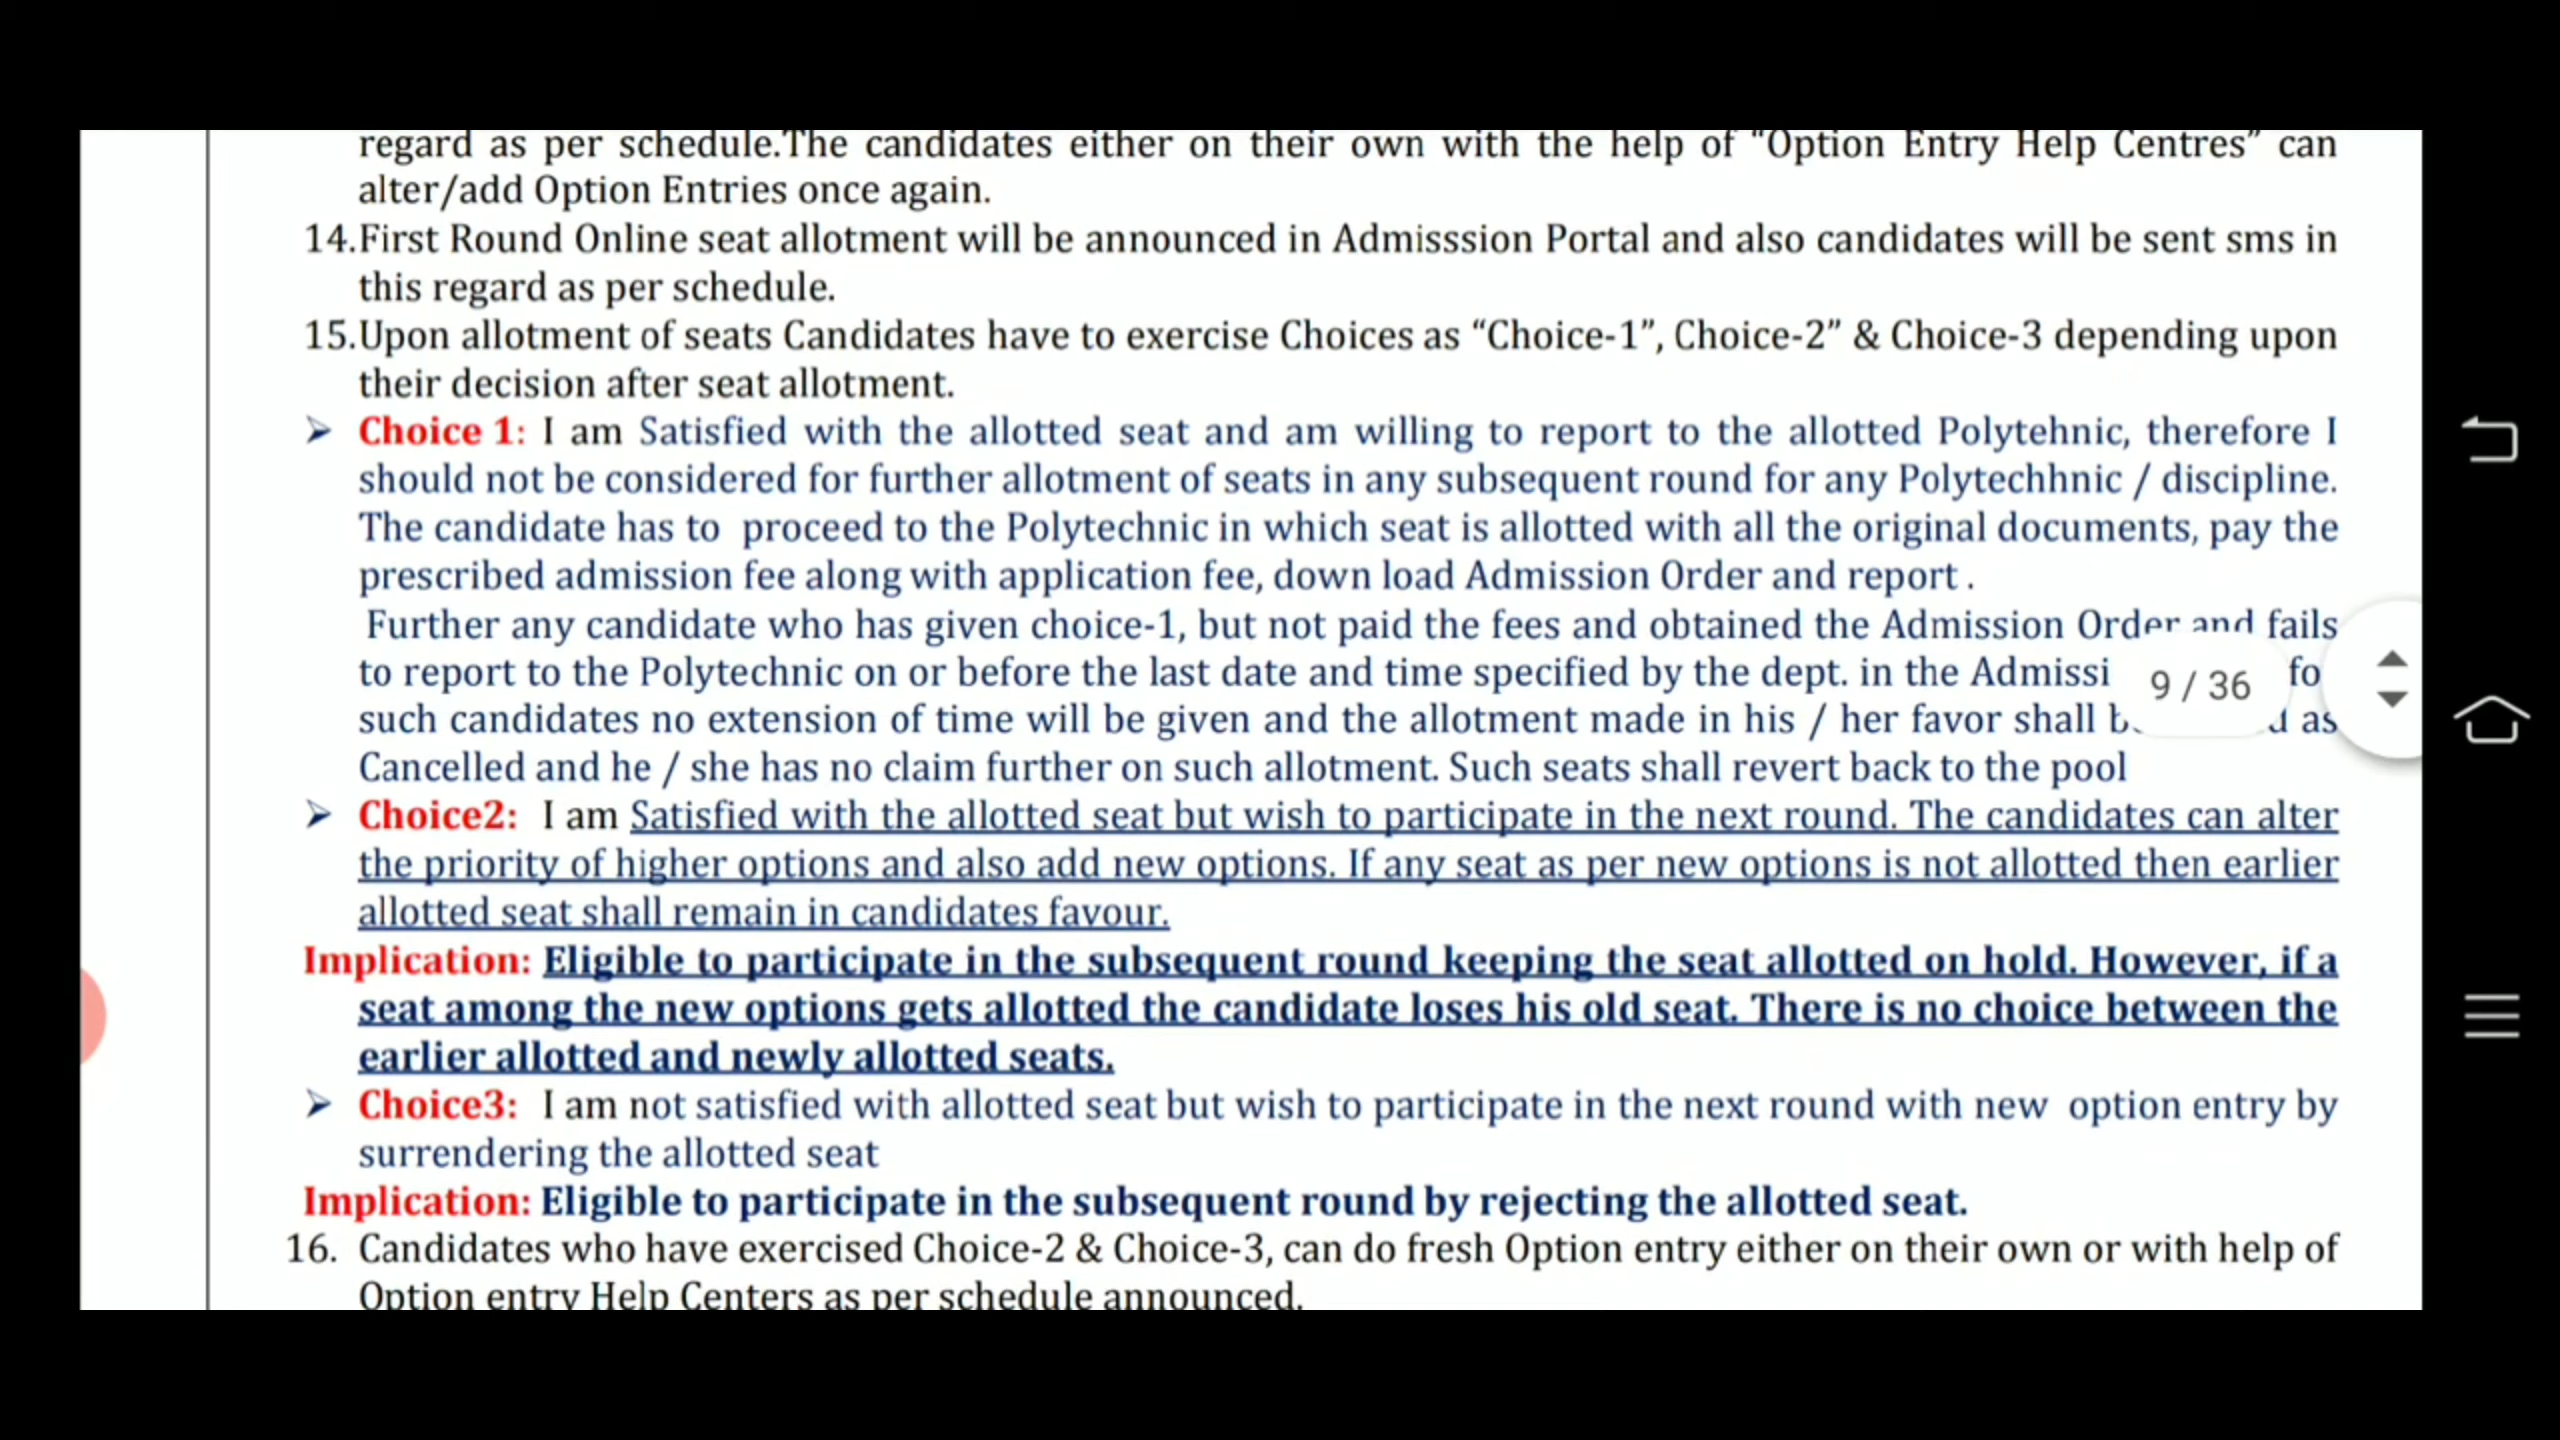 regard as per schedule.The candidates either on their own with the help of "Option Entry Help Centres" can
alter/add Option Entries once again.
14.First Round Online seat allotment will be announced in Admisssion Portal and also candidates will be sent sms in
this regard as per schedule.
15.Upon allotment of seats Candidates have to exercise Choices as “Choice-1”, Choice-2” & Choice-3 depending upon
their decision after seat allotment.
➢ Choice 1: I am Satisfied with the allotted seat and am willing to report to the allotted Polytehnic, therefore I
should not be considered for further allotment of seats in any subsequent round for any Polytechhnic / discipline.
The candidate has to proceed to the Polytechnic in which seat is allotted with all the original documents, pay the
prescribed admission fee along with application fee, down load Admission Order and report .
Further any candidate who has given choice-1, but not paid the fees and obtained the Admission Order and fails
to report to the Polytechnic on or before the last date and time specified by the dept. in the
9 / 36
such candidates no extension of time will be given and the allotment made in his / her favor shall as
Cancelled and he / she has no claim further on such allotment. Such seats shall revert back to the pool
➢ Choice2: I am Satisfied with the allotted seat but wish to participate in the next round. The candidates can alter
the priority of higher options and also add new options. If any seat as per new options is not allotted then earlier
allotted seat shall remain in candidates favour.
Implication: Eligible to participate in the subsequent round keeping the seat allotted on hold. However, if a
seat among the new options gets allotted the candidate loses his old seat. There is no choice between the
earlier allotted and newly allotted seats.
➢ Choice3: I am not satisfied with allotted seat but wish to participate in the next round with new option entry by
surrendering the allotted seat
Implication: Eligible to participate in the subsequent round by rejecting the allotted seat.
16. Candidates who have exercised Choice-2 & Choice-3, can do fresh Option entry either on their own or with help of
Option entry Help Centers as per schedule announced.